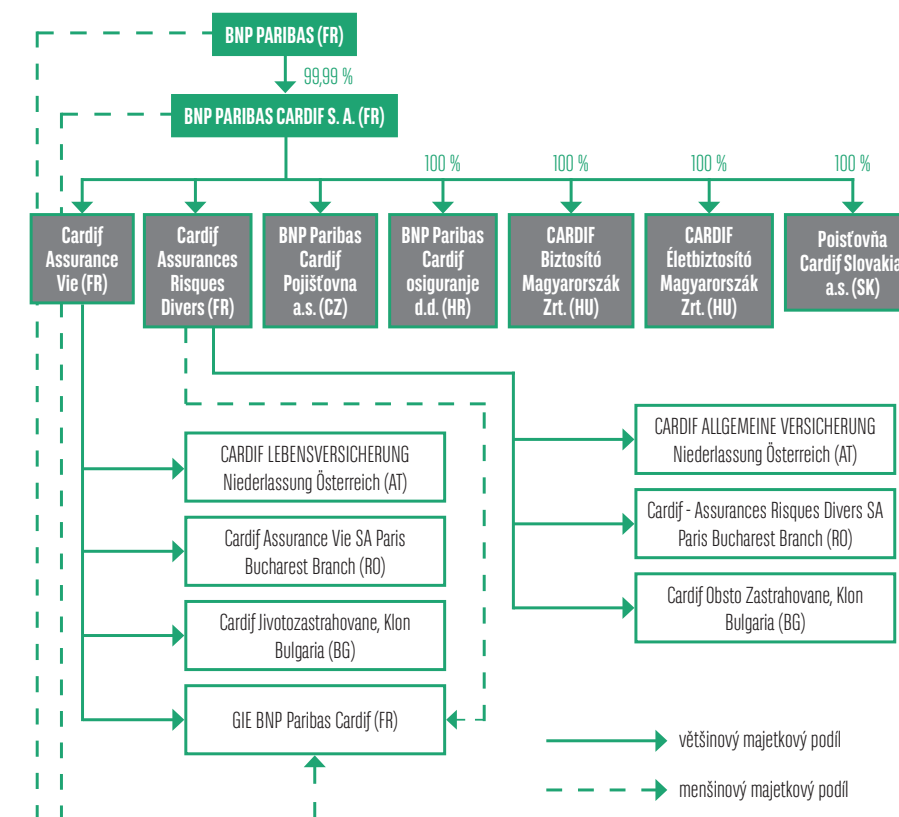 BNP PARIBAS (FR)
99,99 %
BNP PARIBAS CARDIF S. A. (FR)
100 %
100 %
100 %
100 %
Cardif
Assurance
Vie (FR)
Cardif
Assurances
Risques
Divers (FR)
BNP Paribas
Cardif
Pojišťovna
a.s. (CZ)
BNP Paribas
Cardif
osiguranje
d.d. (HR)
CARDIF
Biztosító
Magyarorszák
Zrt. (HU)
CARDIF
Életbiztosító
Magyarorszák
Zrt. (HU)
Poisťovňa
Cardif Slovakia
a.s. (SK)
CARDIF LEBENSVERSICHERUNG
Niederlassung Österreich (AT)
Cardif Assurance Vie SA Paris
Bucharest Branch (RO)
Cardif Jivotozastrahovane, Klon
Bulgaria (BG)
GIE BNP Paribas Cardif (FR)
CARDIF ALLGEMEINE VERSICHERUNG
Niederlassung Österreich (AT)
Cardif - Assurances Risques Divers SA
Paris Bucharest Branch (RO)
Cardif Obsto Zastrahovane, Klon
Bulgaria (BG)
většinový majetkový podíl
menšinový majetkový podíl